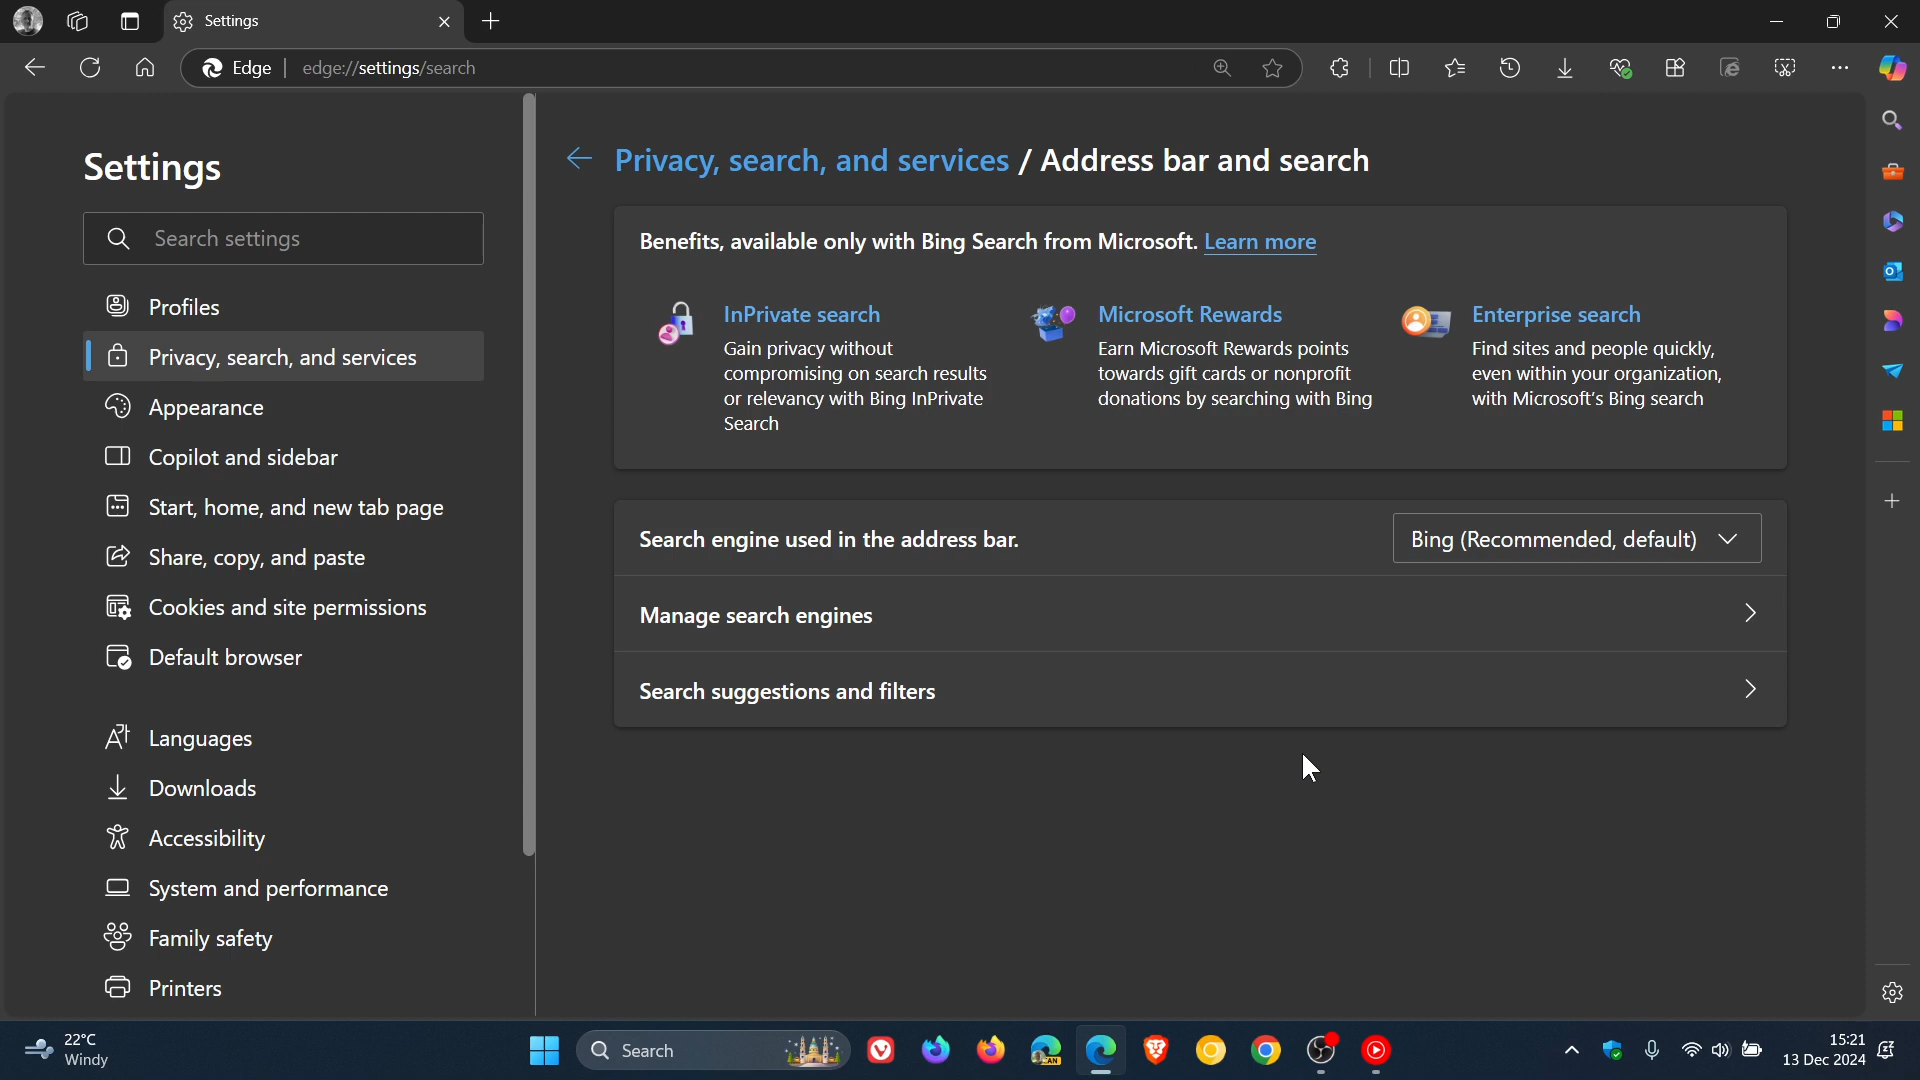 Settings
Edge
edge://settings/search
Settings
Search settings
Profiles
Privacy, search, and services
Appearance
Copilot and sidebar
Start, home, and new tab page
Share, copy, and paste
Cookies and site permissions
Default browser
Languages
Downloads
Accessibility
System and performance
Family safety
Printers
Privacy, search, and services / Address bar and search
Benefits, available only with Bing Search from Microsoft. Learn more
InPrivate search
Gain privacy without
compromising on search results
or relevancy with Bing InPrivate
Search
Microsoft Rewards
Earn Microsoft Rewards points
towards gift cards or nonprofit
donations by searching with Bing
Enterprise search
Find sites and people quickly,
even within your organization,
with Microsoft's Bing search
Search engine used in the address bar.
Bing (Recommended, default)
Manage search engines
Search suggestions and filters
22°C
Windy
Search
CAN
15:21
13 Dec 2024